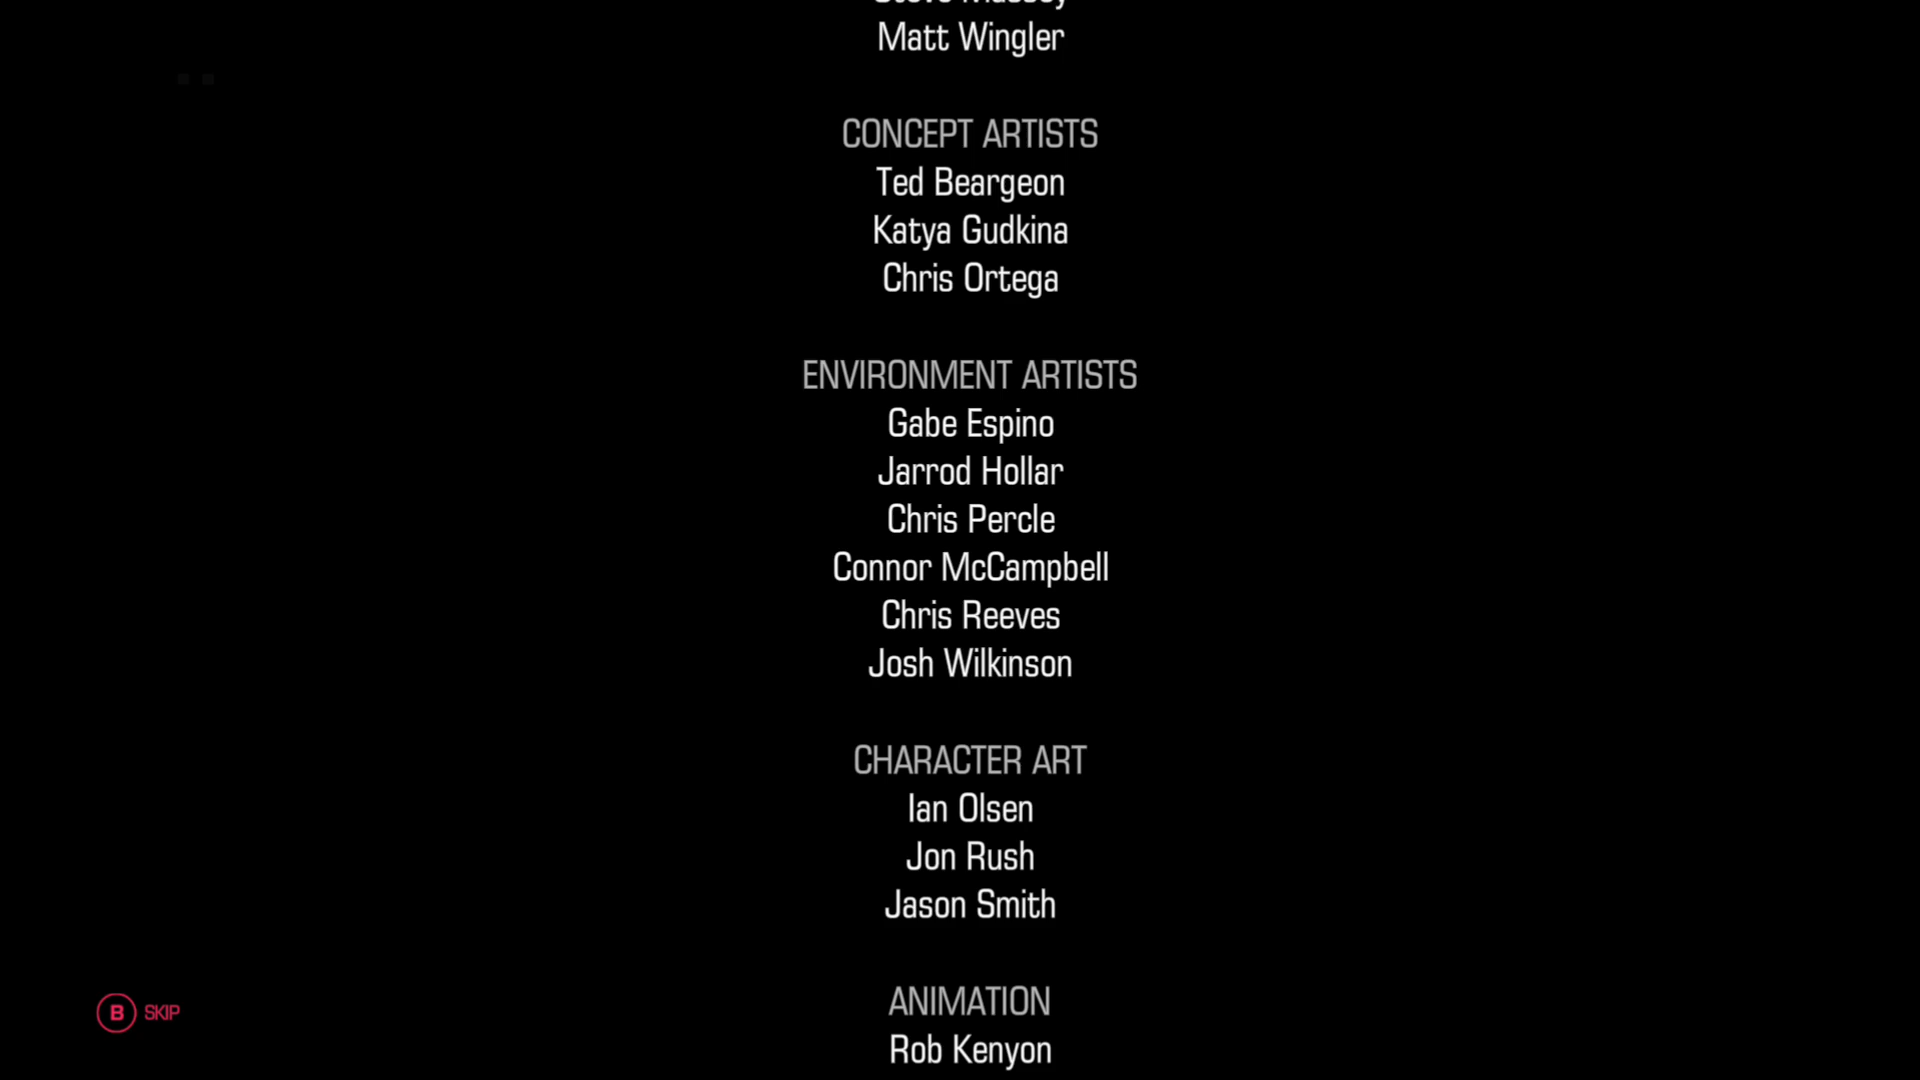 Matt Wingler
CONCEPT ARTISTS
Ted Beargeon
Katya Gudkina
Chris Ortega
ENVIRONMENT ARTISTS
Gabe Espino
Jarrod Hollar
Chris Percle
Connor McCampbell
Chris Reeves
Josh Wilkinson
CHARACTER ART
Ian Olsen
Jon Rush
Jason Smith
ANIMATION
Rob Kenyon
B SKIP